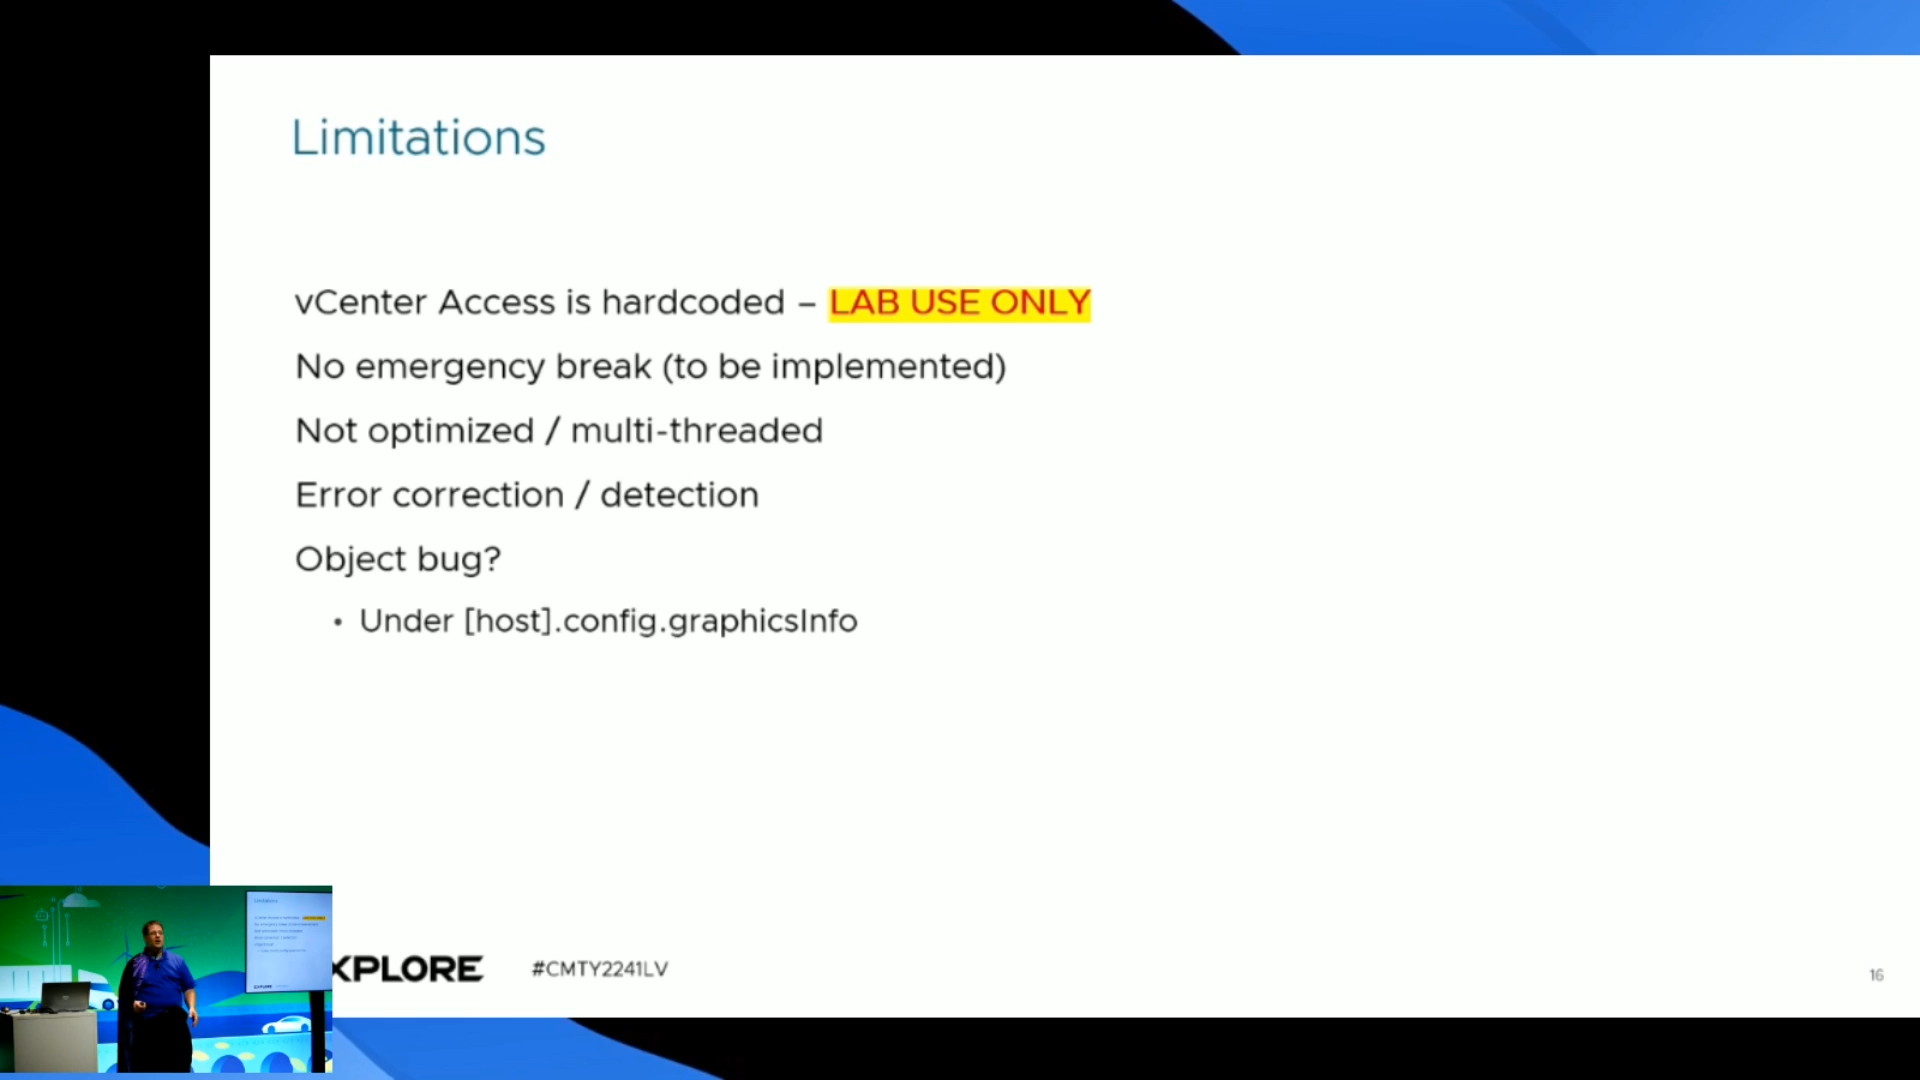 Limitations
vCenter Access is hardcoded – LAB USE ONLY
No emergency break (to be implemented)
Not optimized / multi-threaded
Error correction / detection
Object bug?
• Under [host].config.graphicsInfo
XPLORE #CMTY2241LV
16